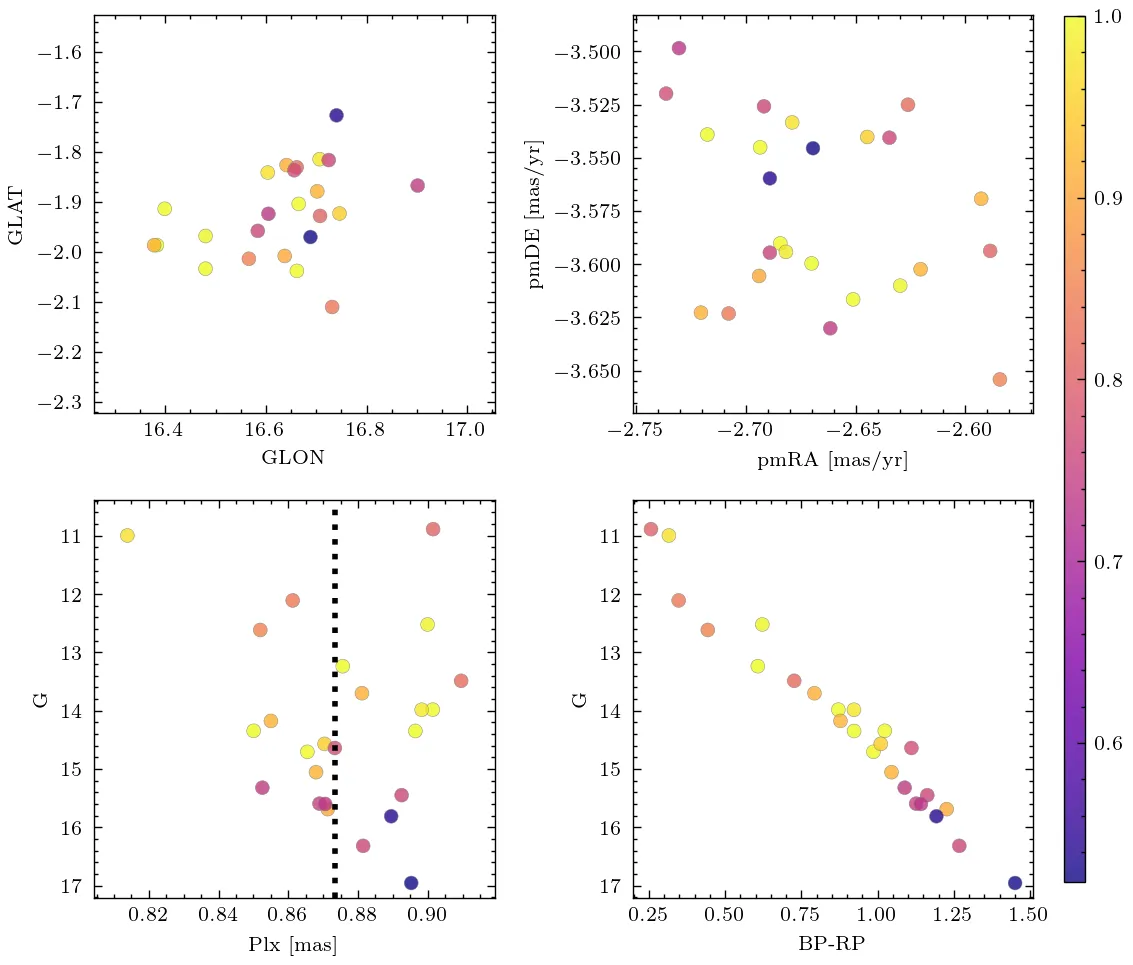 −1.6
−1.7
−1.8
−1.9
−2.0
−2.1
−2.2
−2.3
GLAT
16.4 16.6 16.8 17.0
GLON
−3.500
−3.525
−3.550
−3.575
−3.600
−3.625
−3.650
pmDE [mas/yr]
−2.75 −2.70 −2.65 −2.60
pmRA [mas/yr]
1.0
0.9
0.8
0.7
0.6
11
12
13
14
15
16
17
G
0.82 0.84 0.86 0.88 0.90
Plx [mas]
11
12
13
14
15
16
17
G
0.25 0.50 0.75 1.00 1.25 1.50
BP-RP